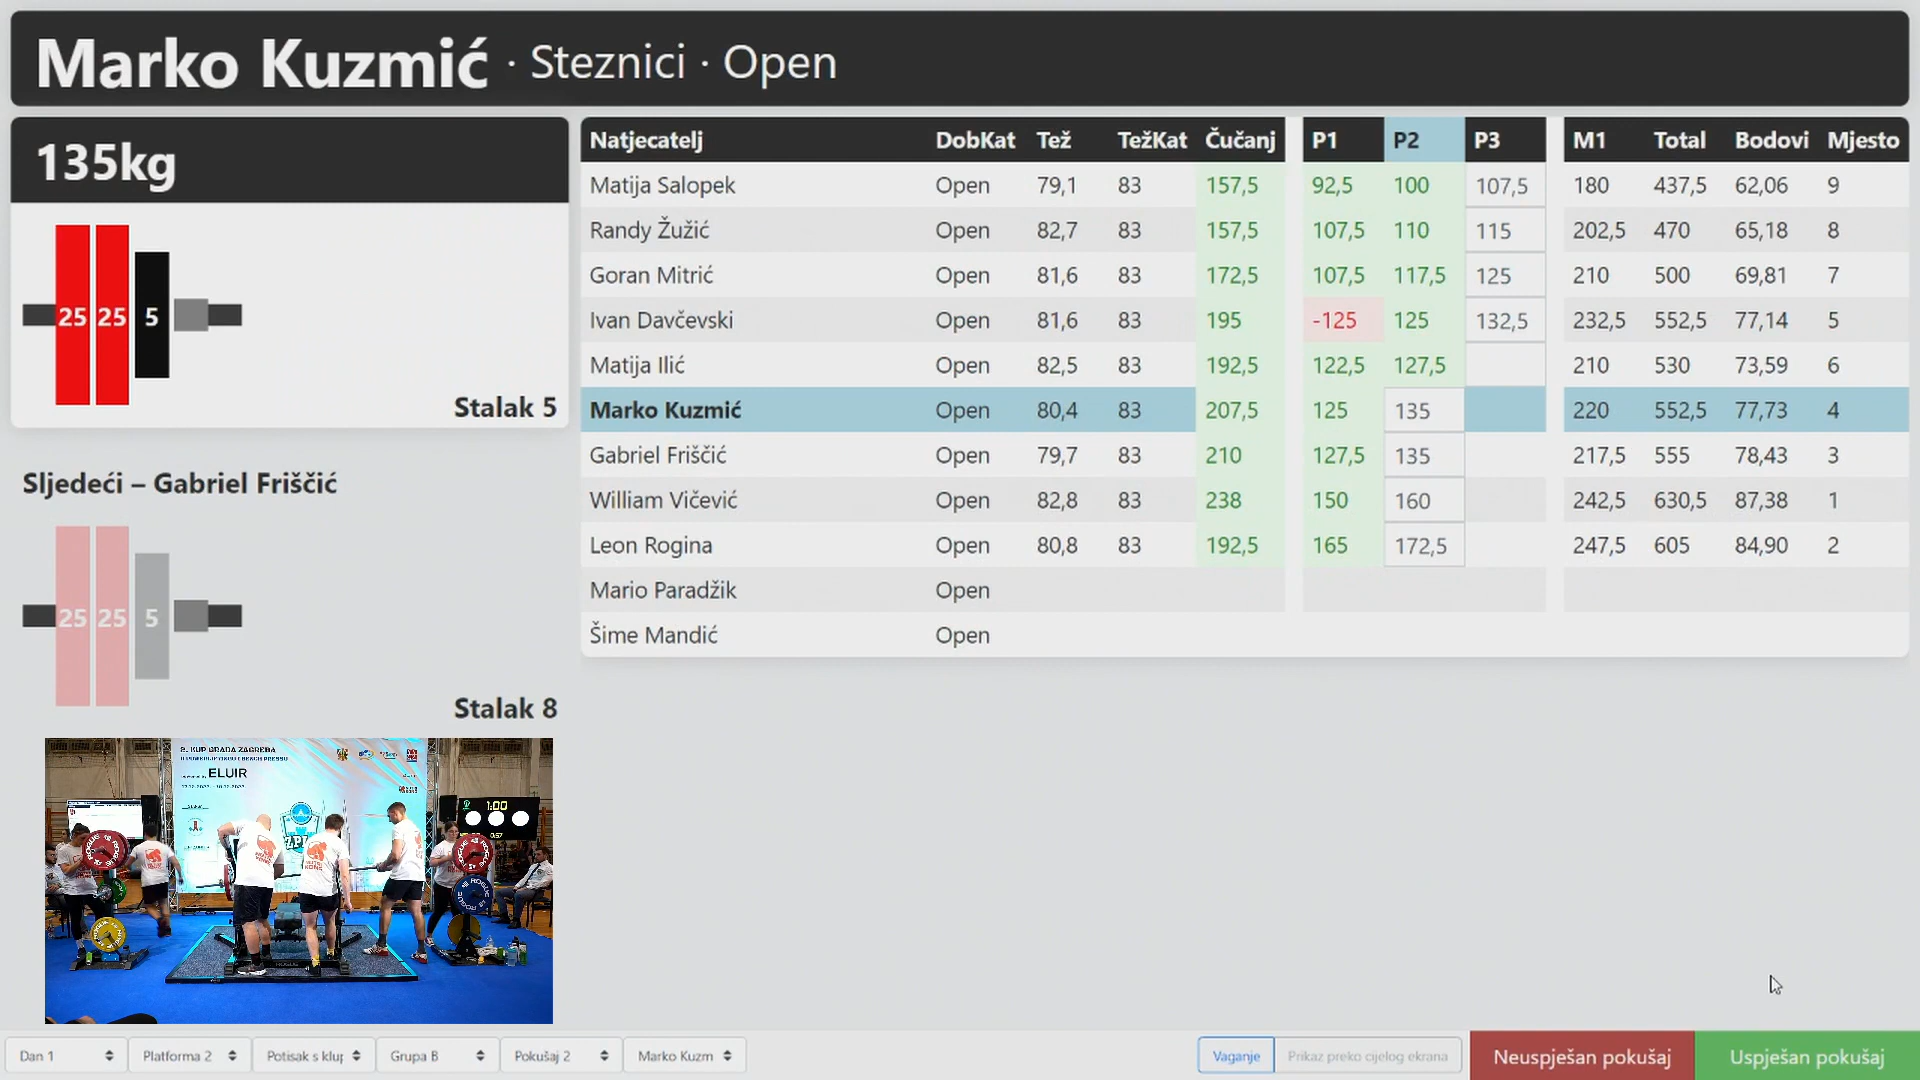 Marko Kuzmić · Steznici · Open
135kg
25 25 5
Stalak 5
Sljedeći – Gabriel Friščić
25 25 5
Stalak 8
Natjecatelj DobKat Tež TežKat Čučanj P1 P2 P3 M1 Total Bodovi Mjesto
Matija Salopek Open 79,1 83 157,5 92,5 100 107,5 180 437,5 62,06 9
Randy Žužić Open 82,7 83 157,5 107,5 110 115 202,5 470 65,18 8
Goran Mitrić Open 81,6 83 172,5 107,5 117,5 125 210 500 69,81 7
Ivan Davčevski Open 81,6 83 195 -125 125 132,5 232,5 552,5 77,14 5
Matija Ilić Open 82,5 83 192,5 122,5 127,5 210 530 73,59 6
Marko Kuzmić Open 80,4 83 207,5 125 135 220 552,5 77,73 4
Gabriel Friščić Open 79,7 83 210 127,5 135 217,5 555 78,43 3
William Vičević Open 82,8 83 238 150 160 242,5 630,5 87,38 1
Leon Rogina Open 80,8 83 192,5 165 172,5 247,5 605 84,90 2
Mario Paradžik Open
Šime Mandić Open
2. KUP GRADA ZAGREBA
ELUIR
1:00
Dan 1 Platforma 2 Potisak s klup Grupa B Pokušaj 2 Marko Kuzm Vaganje Prikaz preko cijelog ekrana Neuspješan pokušaj Uspješan pokušaj